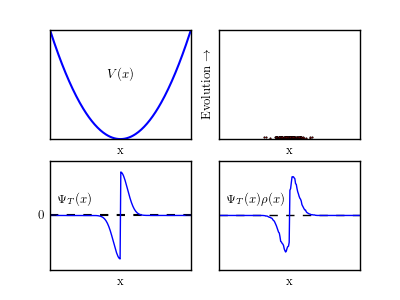 V(x)
Evolution →
x
x
Ψ_T(x)
0
Ψ_T(x)ρ(x)
x
x